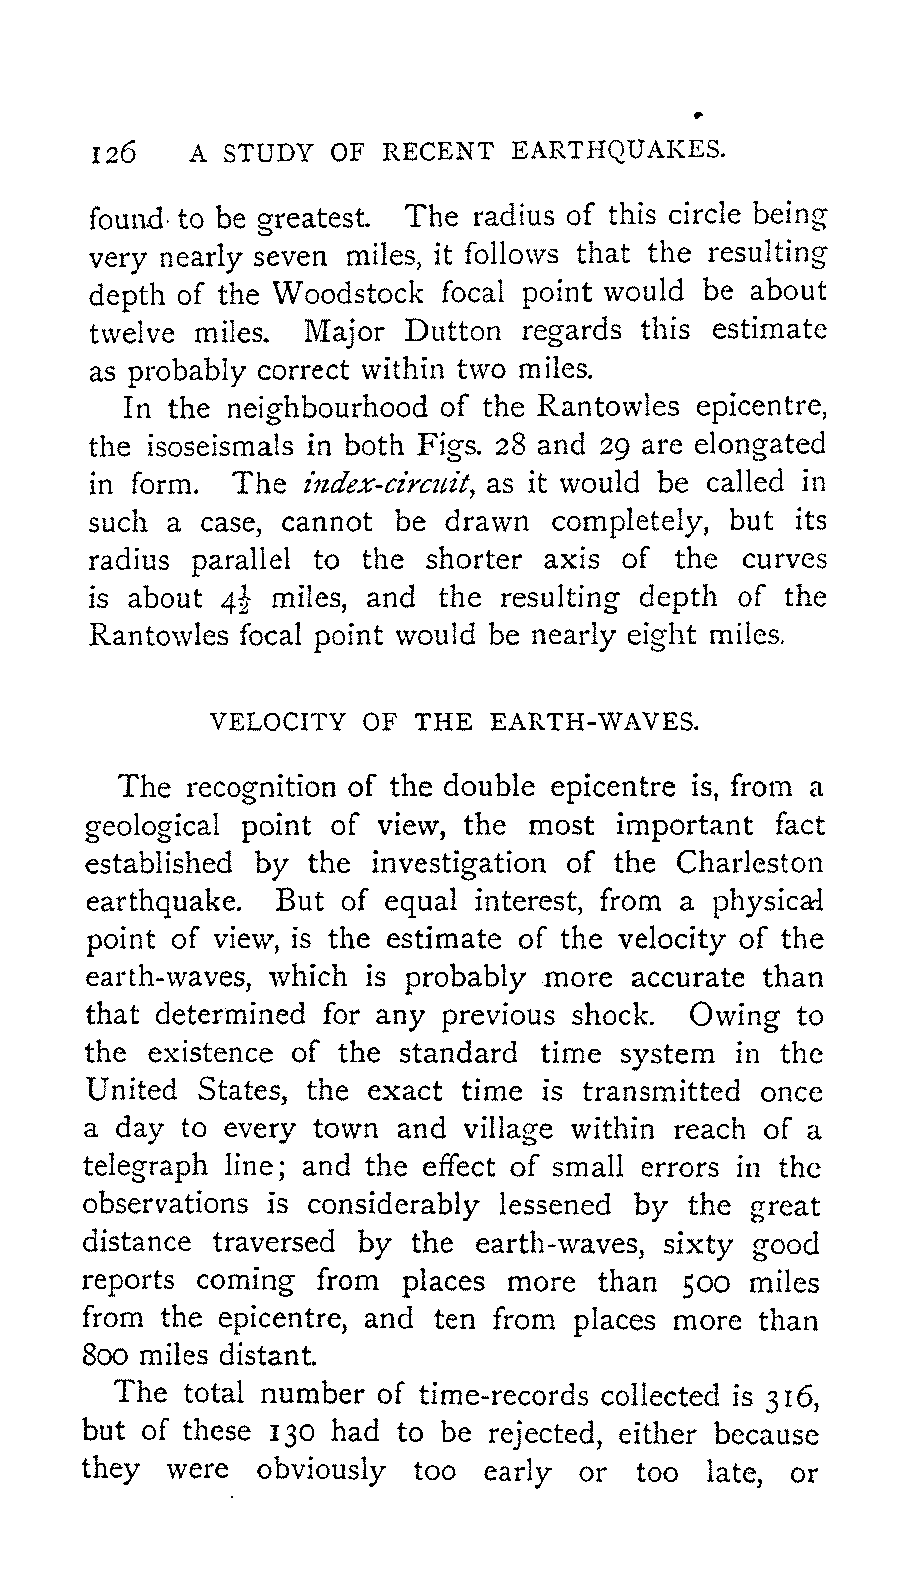 126 A STUDY OF RECENT EARTHQUAKES.
found to be greatest. The radius of this circle being
very nearly seven miles, it follows that the resulting
depth of the Woodstock focal point would be about
twelve miles. Major Dutton regards this estimate
as probably correct within two miles.
In the neighbourhood of the Rantowles epicentre,
the isoseismals in both Figs. 28 and 29 are elongated
in form. The index-circuit, as it would be called in
such a case, cannot be drawn completely, but its
radius parallel to the shorter axis of the curves
is about 4½ miles, and the resulting depth of the
Rantowles focal point would be nearly eight miles.
VELOCITY OF THE EARTH-WAVES.
The recognition of the double epicentre is, from a
geological point of view, the most important fact
established by the investigation of the Charleston
earthquake. But of equal interest, from a physical
point of view, is the estimate of the velocity of the
earth-waves, which is probably more accurate than
that determined for any previous shock. Owing to
the existence of the standard time system in the
United States, the exact time is transmitted once
a day to every town and village within reach of a
telegraph line; and the effect of small errors in the
observations is considerably lessened by the great
distance traversed by the earth-waves, sixty good
reports coming from places more than 500 miles
from the epicentre, and ten from places more than
800 miles distant.
The total number of time-records collected is 316,
but of these 130 had to be rejected, either because
they were obviously too early or too late, or